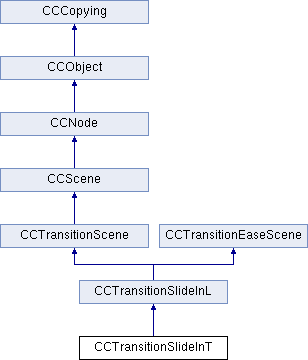 CCCopying
CCObject
CCNode
CCScene
CCTransitionScene
CCTransitionEaseScene
CCTransitionSlideInL
CCTransitionSlideInT